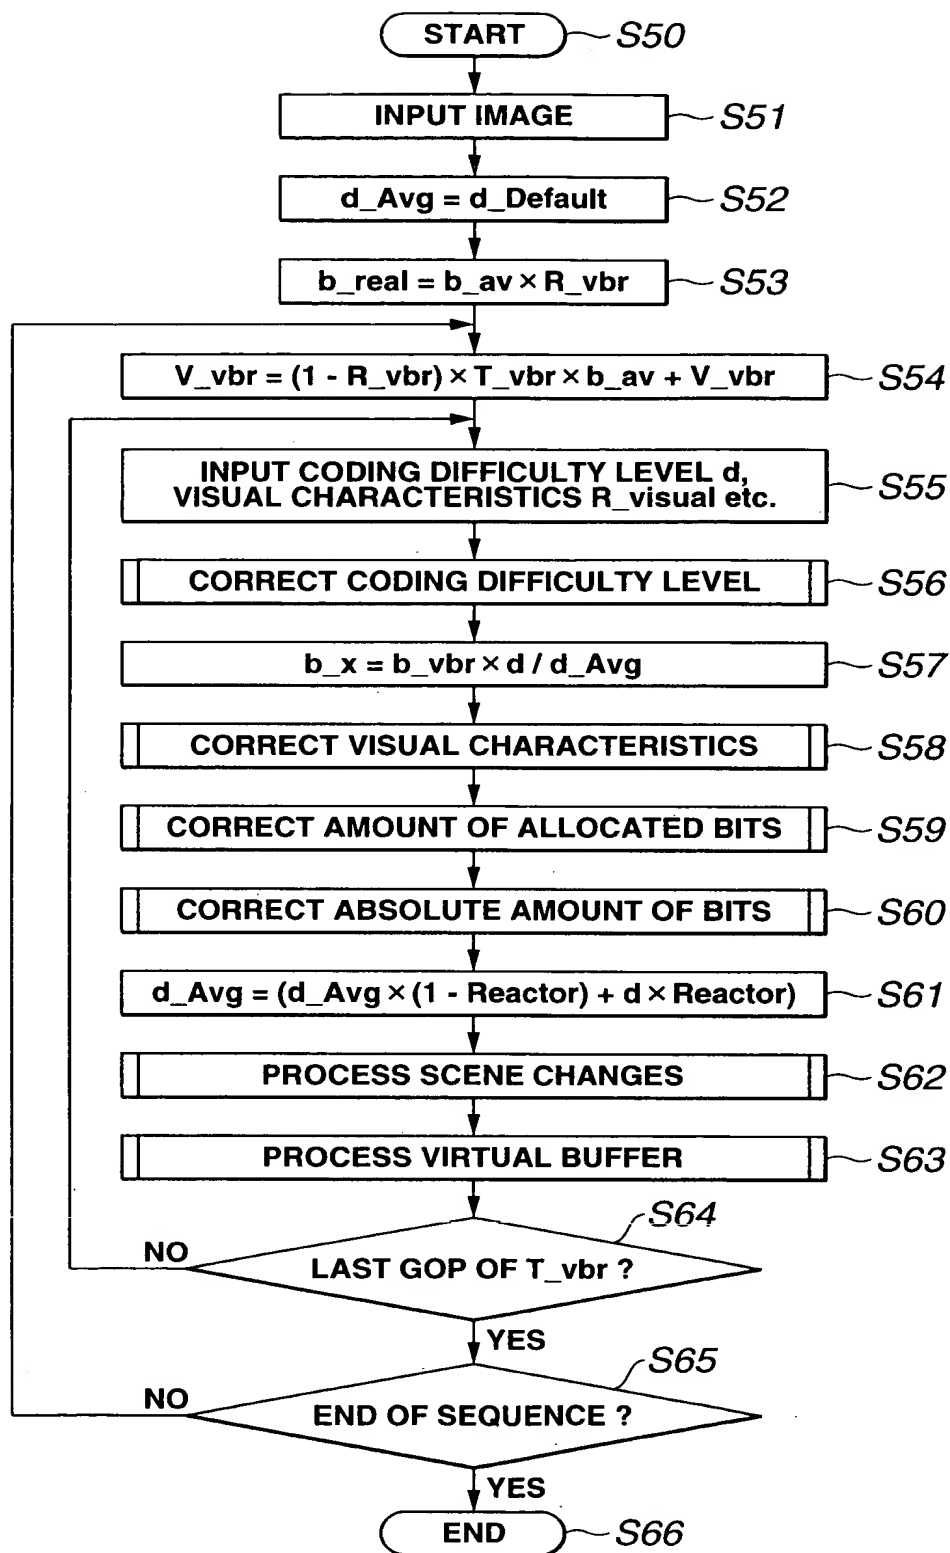 START
S50
INPUT IMAGE
S51
d_Avg = d_Default
S52
b_real = b_av × R_vbr
S53
V_vbr = (1 - R_vbr) × T_vbr × b_av + V_vbr
S54
INPUT CODING DIFFICULTY LEVEL d,
VISUAL CHARACTERISTICS R_visual etc.
S55
CORRECT CODING DIFFICULTY LEVEL
S56
b_x = b_vbr × d / d_Avg
S57
CORRECT VISUAL CHARACTERISTICS
S58
CORRECT AMOUNT OF ALLOCATED BITS
S59
CORRECT ABSOLUTE AMOUNT OF BITS
S60
d_Avg = (d_Avg × (1 - Reactor) + d × Reactor)
S61
PROCESS SCENE CHANGES
S62
PROCESS VIRTUAL BUFFER
S63
S64
NO
LAST GOP OF T_vbr ?
YES
S65
NO
END OF SEQUENCE ?
YES
END
S66